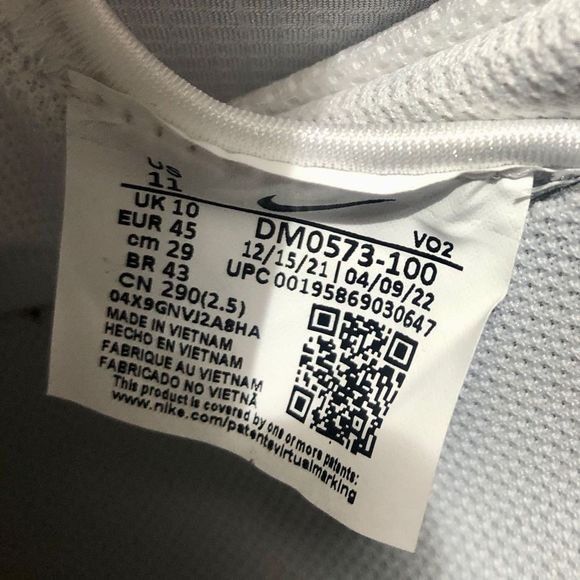 US
11
UK 10
EUR 45
cm 29
BR 43
CN 290(2.5)
04X9GNVJ2A8HA
MADE IN VIETNAM
HECHO EN VIETNAM
FABRIQUE AU VIETNAM
FABRICADO NO VIETNÃ
This product is covered by one or more patents:
www.nike.com/patentsvirtualmarking
VO2
DM0573-100
12/15/21 | 04/09/22
UPC 00195869030647